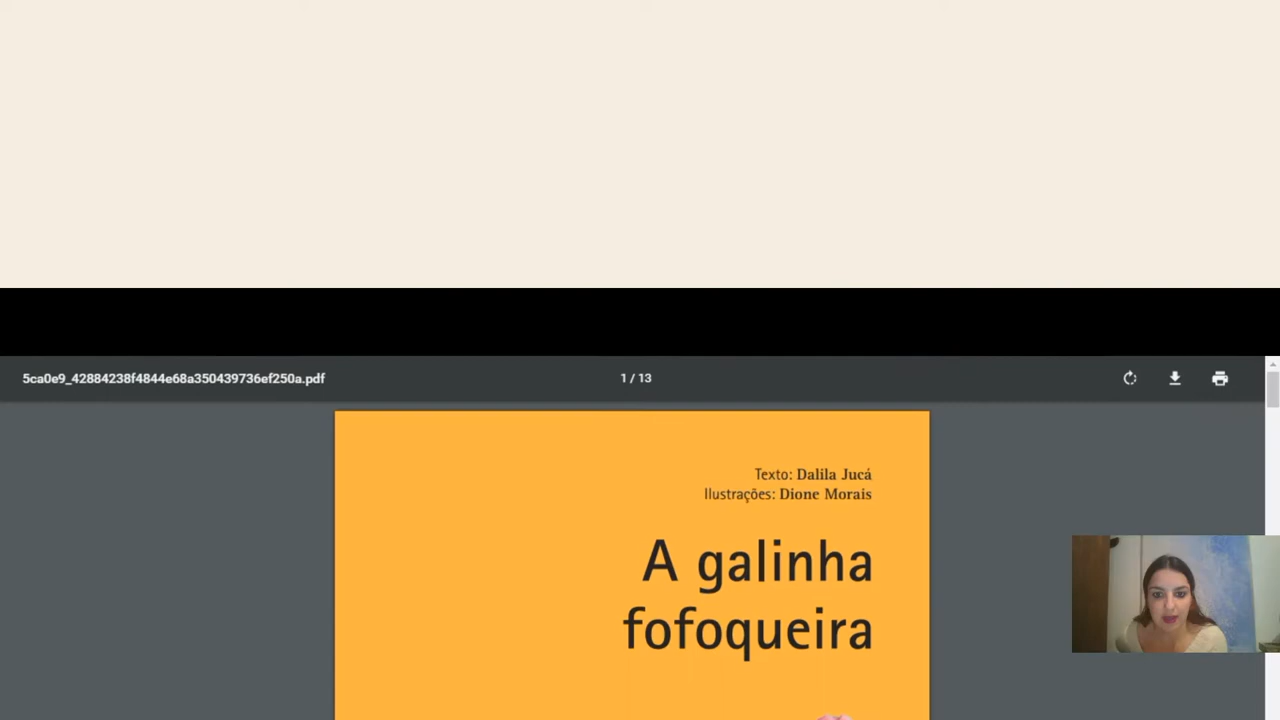 5ca0e9_42884238f4844e68a350439736ef250a.pdf
1 / 13
Texto: Dalila Jucá
Ilustrações: Dione Morais
A galinha
fofoqueira